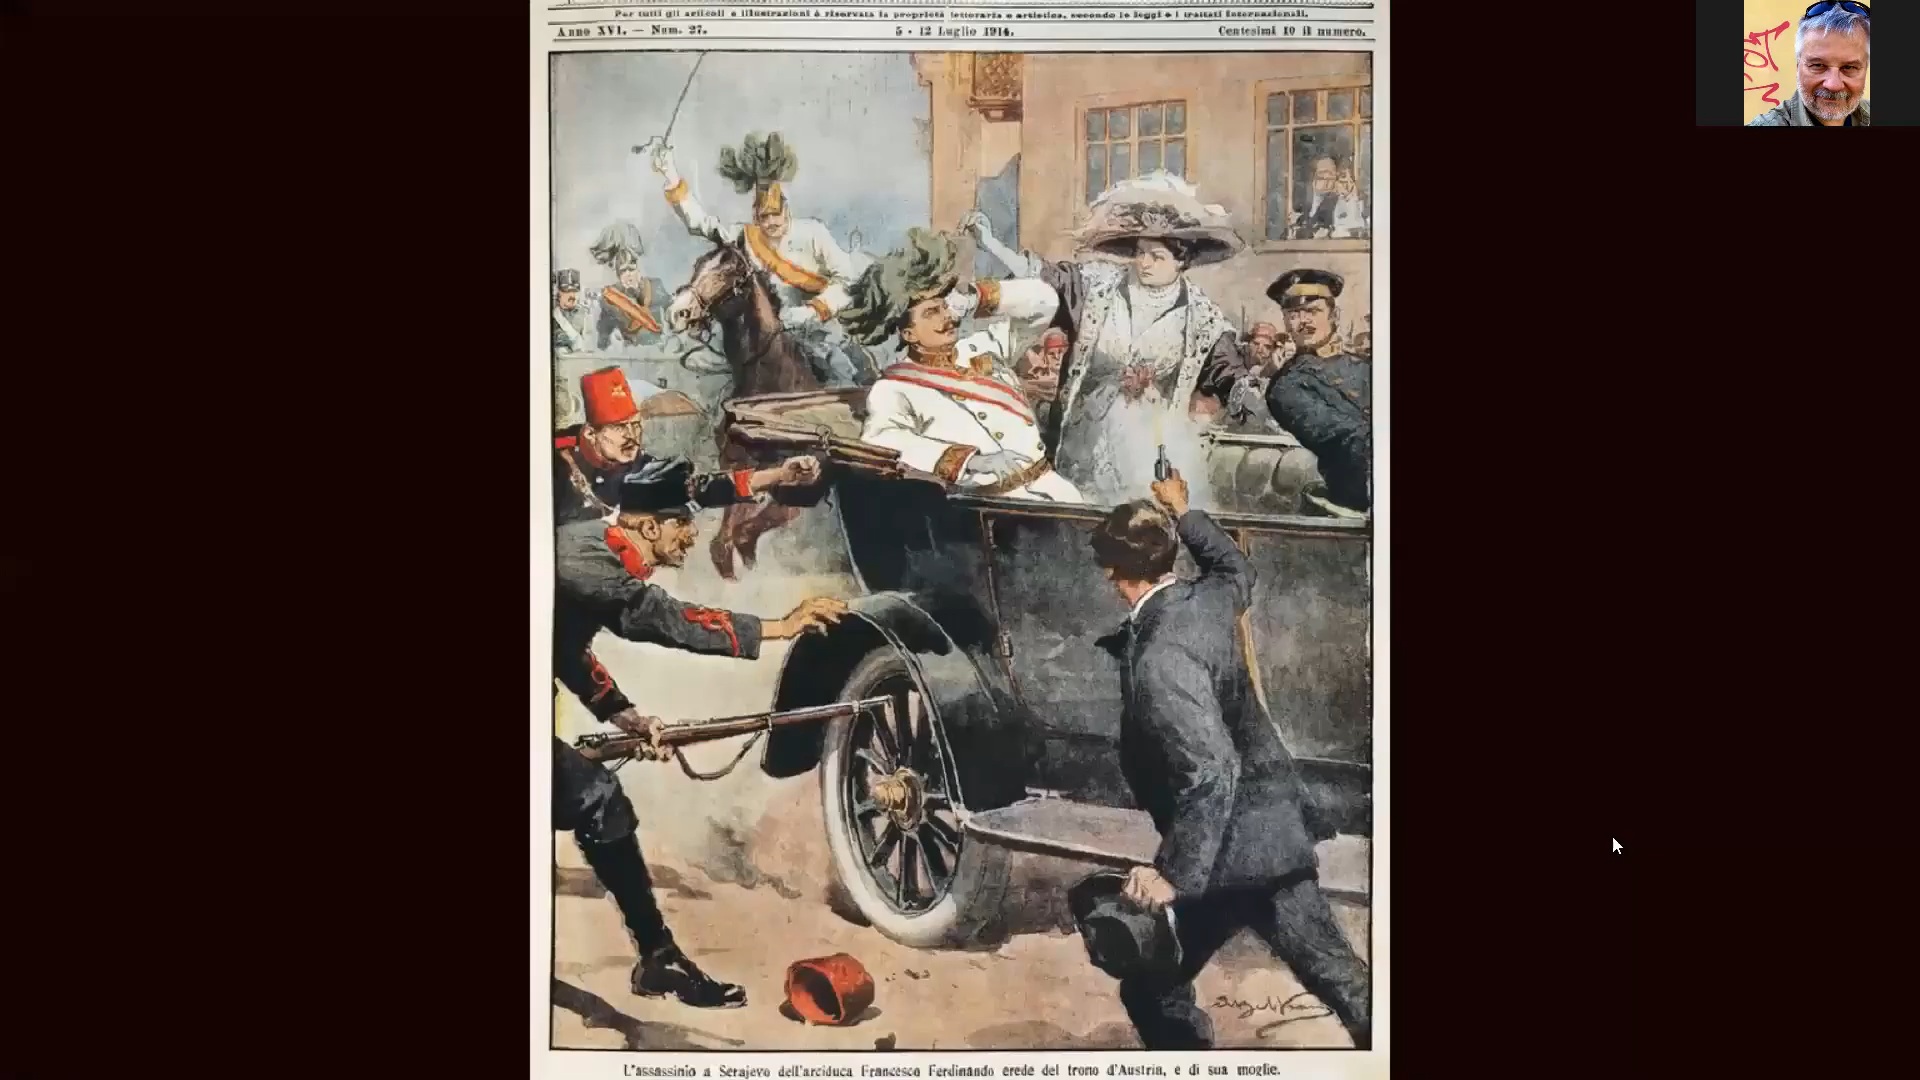 Per tutti gli articoli e illustrazioni è riservata la proprietà letteraria e artistica, secondo le leggi e i trattati internazionali.
Anno XVI. — Num. 27.
5 - 12 Luglio 1914.
Centesimi 10 il numero.
L'assassinio a Serajevo dell'arciduca Francesco Ferdinando erede del trono d'Austria, e di sua moglie.